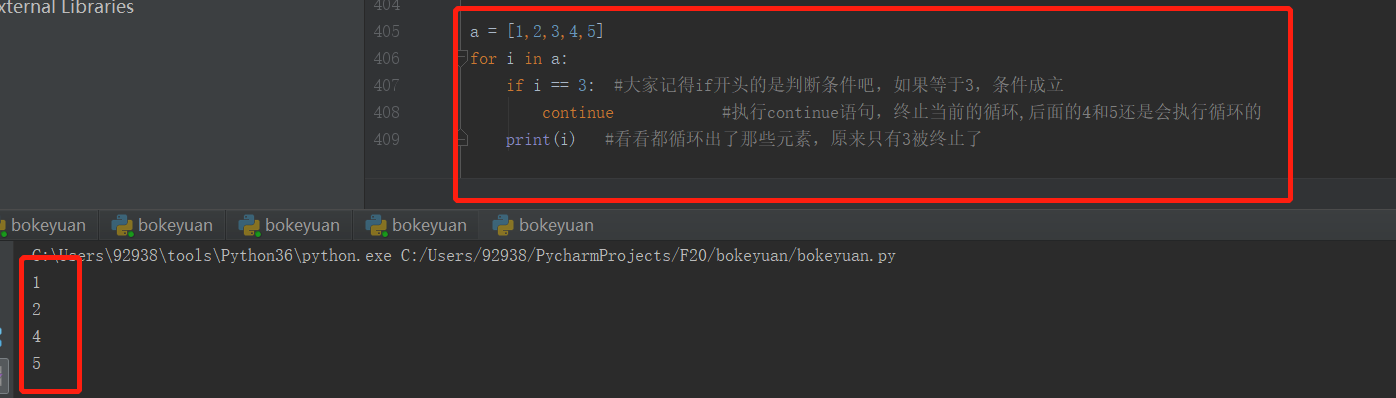 xternal Libraries
404
405 a = [1,2,3,4,5]
406 for i in a:
407 if i == 3: #大家记得if开头的是判断条件吧，如果等于3，条件成立
408 continue #执行continue语句，终止当前的循环,后面的4和5还是会执行循环的
409 print(i) #看看都循环出了那些元素，原来只有3被终止了
bokeyuan bokeyuan bokeyuan bokeyuan bokeyuan
C:\Users\92938\tools\Python36\python.exe C:/Users/92938/PycharmProjects/F20/bokeyuan/bokeyuan.py
1
2
4
5